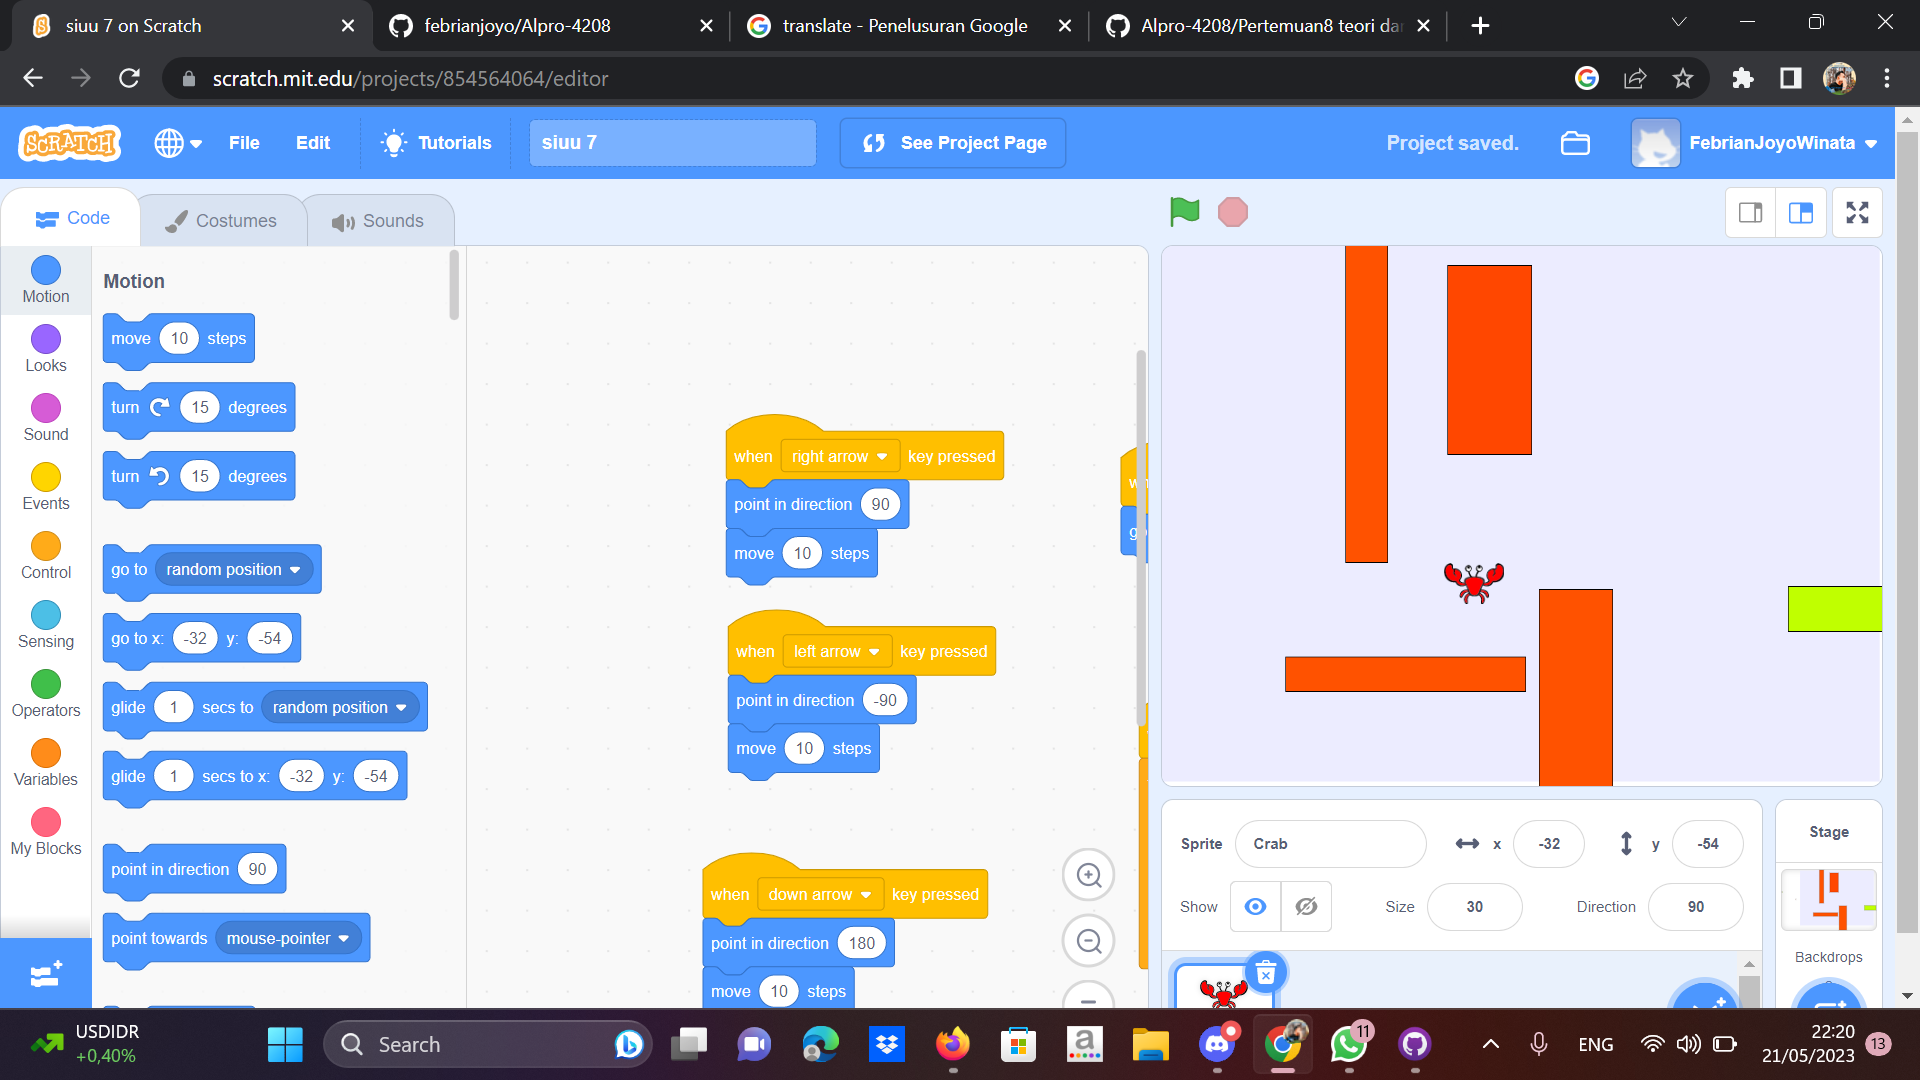 siuu 7 on Scratch
febrianjoyo/Alpro-4208
translate - Penelusuran Google
Alpro-4208/Pertemuan8 teori da
scratch.mit.edu/projects/854564064/editor
SCRATCH
File
Edit
Tutorials
siuu 7
See Project Page
Project saved.
FebrianJoyoWinata
Code
Costumes
Sounds
Motion
Looks
Sound
Events
Control
Sensing
Operators
Variables
My Blocks
Motion
move 10 steps
turn 15 degrees
turn 15 degrees
go to random position
go to x: -32 y: -54
glide 1 secs to random position
glide 1 secs to x: -32 y: -54
point in direction 90
point towards mouse-pointer
when right arrow key pressed
point in direction 90
move 10 steps
when left arrow key pressed
point in direction -90
move 10 steps
when down arrow key pressed
point in direction 180
move 10 steps
Sprite Crab x -32 y -54
Show Size 30 Direction 90
Stage
Backdrops
USDIDR
+0,40%
Search
11
ENG
22:20
21/05/2023
13